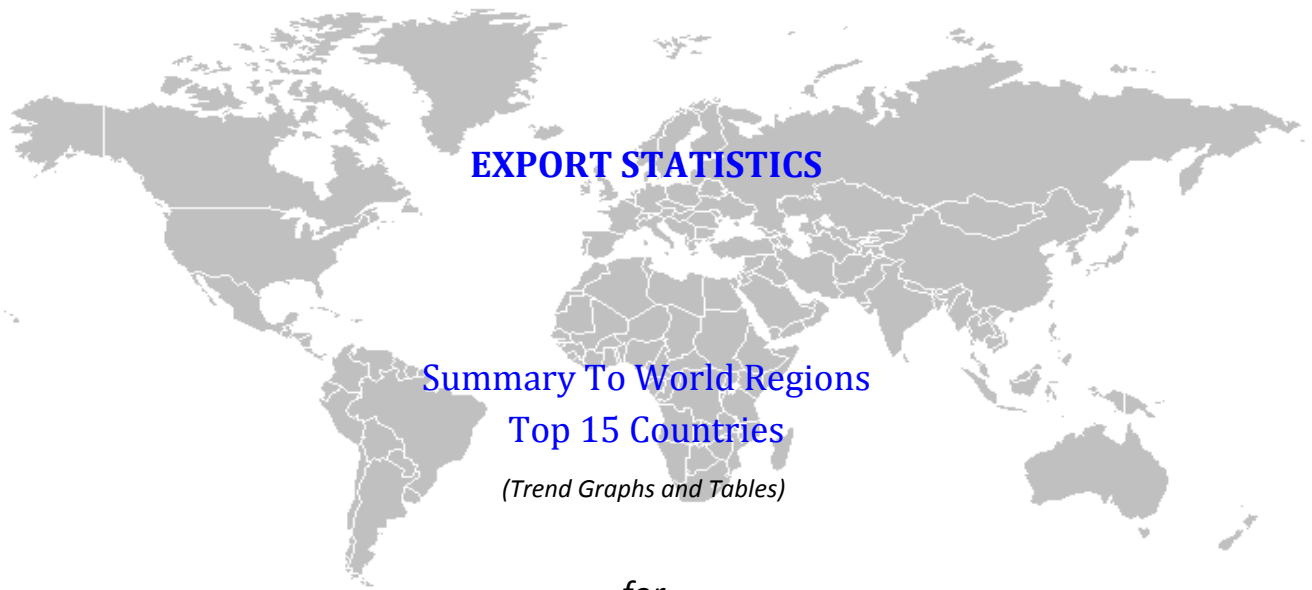 EXPORT STATISTICS
Summary To World Regions
Top 15 Countries
(Trend Graphs and Tables)
for